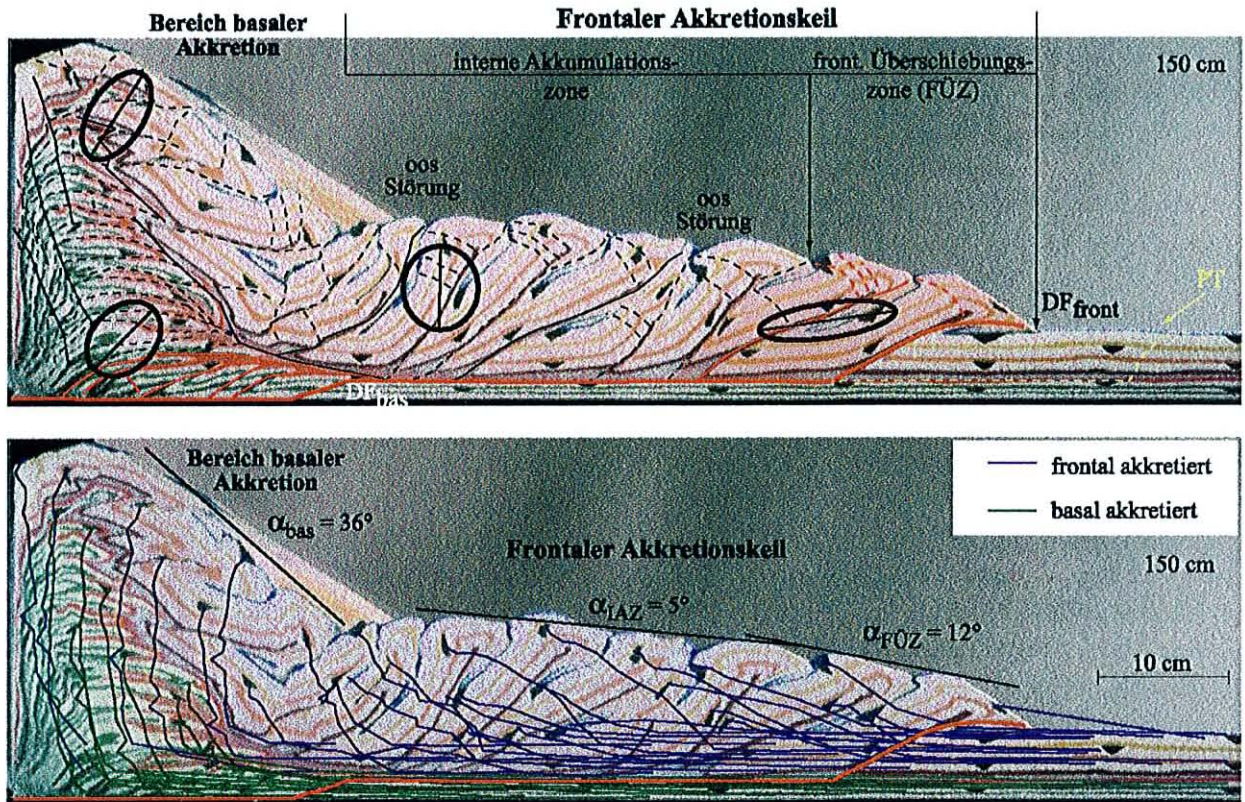 Frontaler Akkretionskeil
Bereich basaler
Akkretion
interne Akkumulations-
zone
front. Überschiebungs-
zone (FÜZ)
150 cm
oos
Störung
oos
Störung
PT
DFfront
DFbas
Bereich basaler
Akkretion
αbas = 36°
frontal akkretiert
basal akkretiert
Frontaler Akkretionskeil
150 cm
αIAZ = 5°
αFÜZ = 12°
10 cm